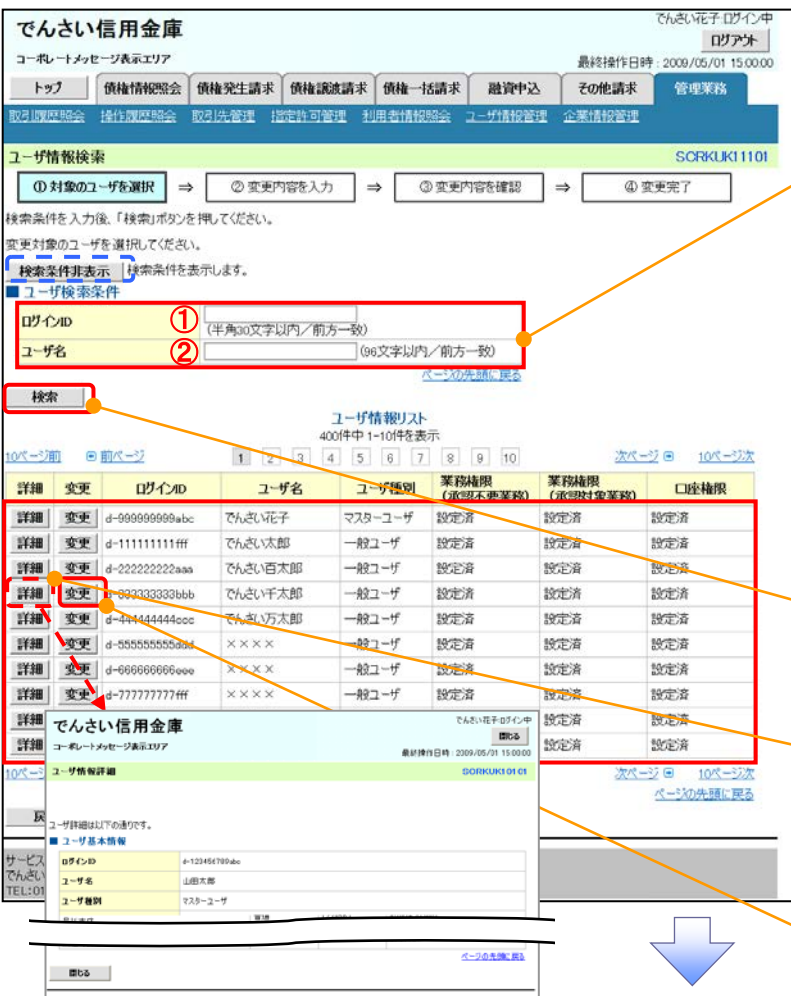 でんさい花子:ログイン中
でんさい信用金庫
ログアウト
コーポレートメッセージ表示エリア
最終操作日時:2009/05/01 15:00:00
トップ 債権情報照会 債権発生請求 債権譲渡請求 債権一括請求 融資申込 その他請求 管理業務
取引履歴照会 操作履歴照会 取引先管理 指定許可管理 利用者情報照会 ユーザ情報管理 企業情報管理
ユーザ情報検索 SCRKUK11101
① 対象のユーザを選択 ⇒ ② 変更内容を入力 ⇒ ③ 変更内容を確認 ⇒ ④ 変更完了
検索条件を入力後、「検索」ボタンを押してください。
変更対象のユーザを選択してください。
検索条件非表示 検索条件を表示します。
■ ユーザ検索条件
ログインID ①
(半角30文字以内/前方一致)
ユーザ名 ② (96文字以内/前方一致)
ページの先頭に戻る
検索
ユーザ情報リスト
400件中 1-10件を表示
10ページ前 前ページ 1 2 3 4 5 6 7 8 9 10 次ページ 10ページ次
詳細 変更 ログインID ユーザ名 ユーザ種別 業務権限(承認不要業務) 業務権限(承認対象業務) 口座権限
詳細 変更 d-999999999abc でんさい花子 マスターユーザ 設定済 設定済 設定済
詳細 変更 d-111111111fff でんさい太郎 一般ユーザ 設定済 設定済 設定済
詳細 変更 d-222222222aaa でんさい百太郎 一般ユーザ 設定済 設定済 設定済
詳細 変更 d-333333333bbb でんさい千太郎 一般ユーザ 設定済 設定済 設定済
詳細 変更 d-444444444ccc でんさい万太郎 一般ユーザ 設定済 設定済 設定済
詳細 変更 d-555555555ddd ×××× 一般ユーザ 設定済 設定済 設定済
詳細 変更 d-666666666eee ×××× 一般ユーザ 設定済 設定済 設定済
詳細 変更 d-777777777fff ×××× 一般ユーザ 設定済 設定済 設定済
詳細 設定済 設定済
詳細 設定済 設定済
10ペー 次ページ 10ページ次
ページの先頭に戻る
サービス
でんさい
TEL:01
でんさい花子:ログイン中
でんさい信用金庫
閉じる
コーポレートメッセージ表示エリア
最終操作日時:2009/05/01 15:00:00
ユーザ情報詳細 SCRKUK10101
ユーザ詳細は以下の通りです。
■ ユーザ基本情報
ログインID d-123456789abc
ユーザ名 山田太郎
ユーザ種別 マスターユーザ
ページの先頭に戻る
閉じる